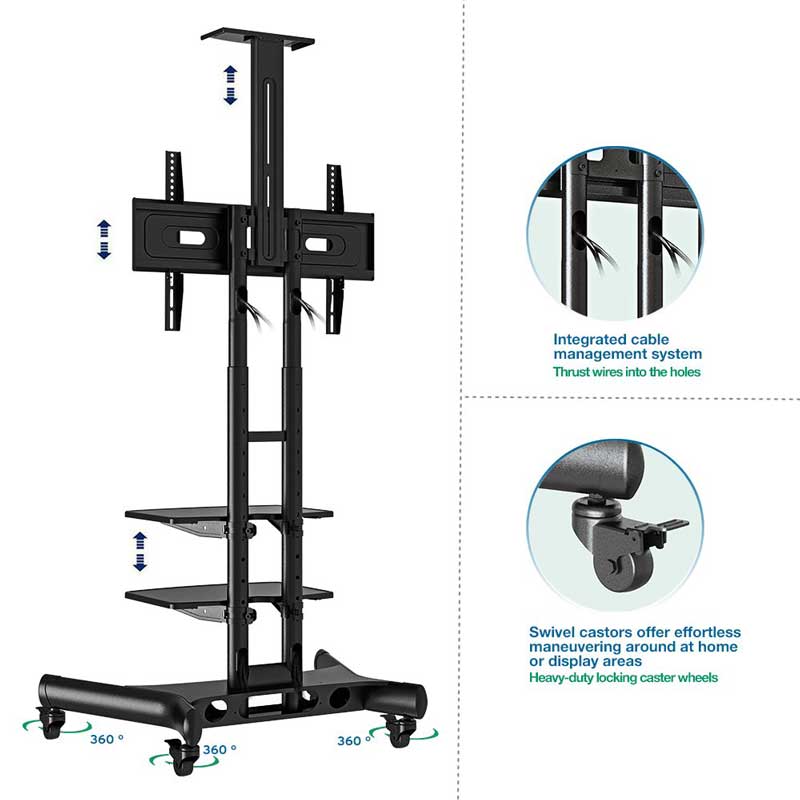 Integrated cable
management system
Thrust wires into the holes
Swivel castors offer effortless
maneuvering around at home
or display areas
Heavy-duty locking caster wheels
360 °
360 °
360 °